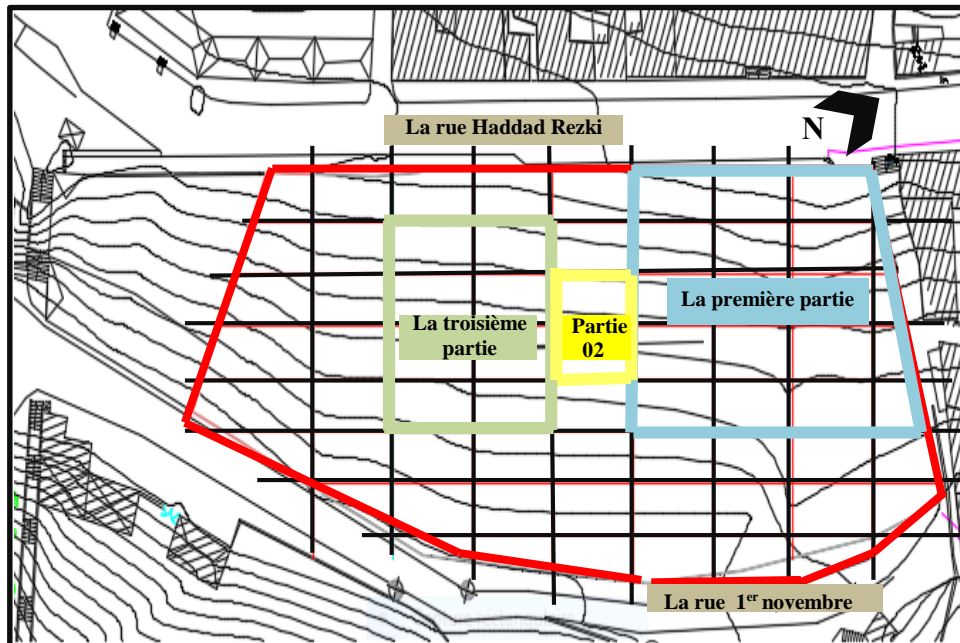 La rue Haddad Rezki
N
La première partie
La troisième
partie
Partie
02
La rue 1er novembre